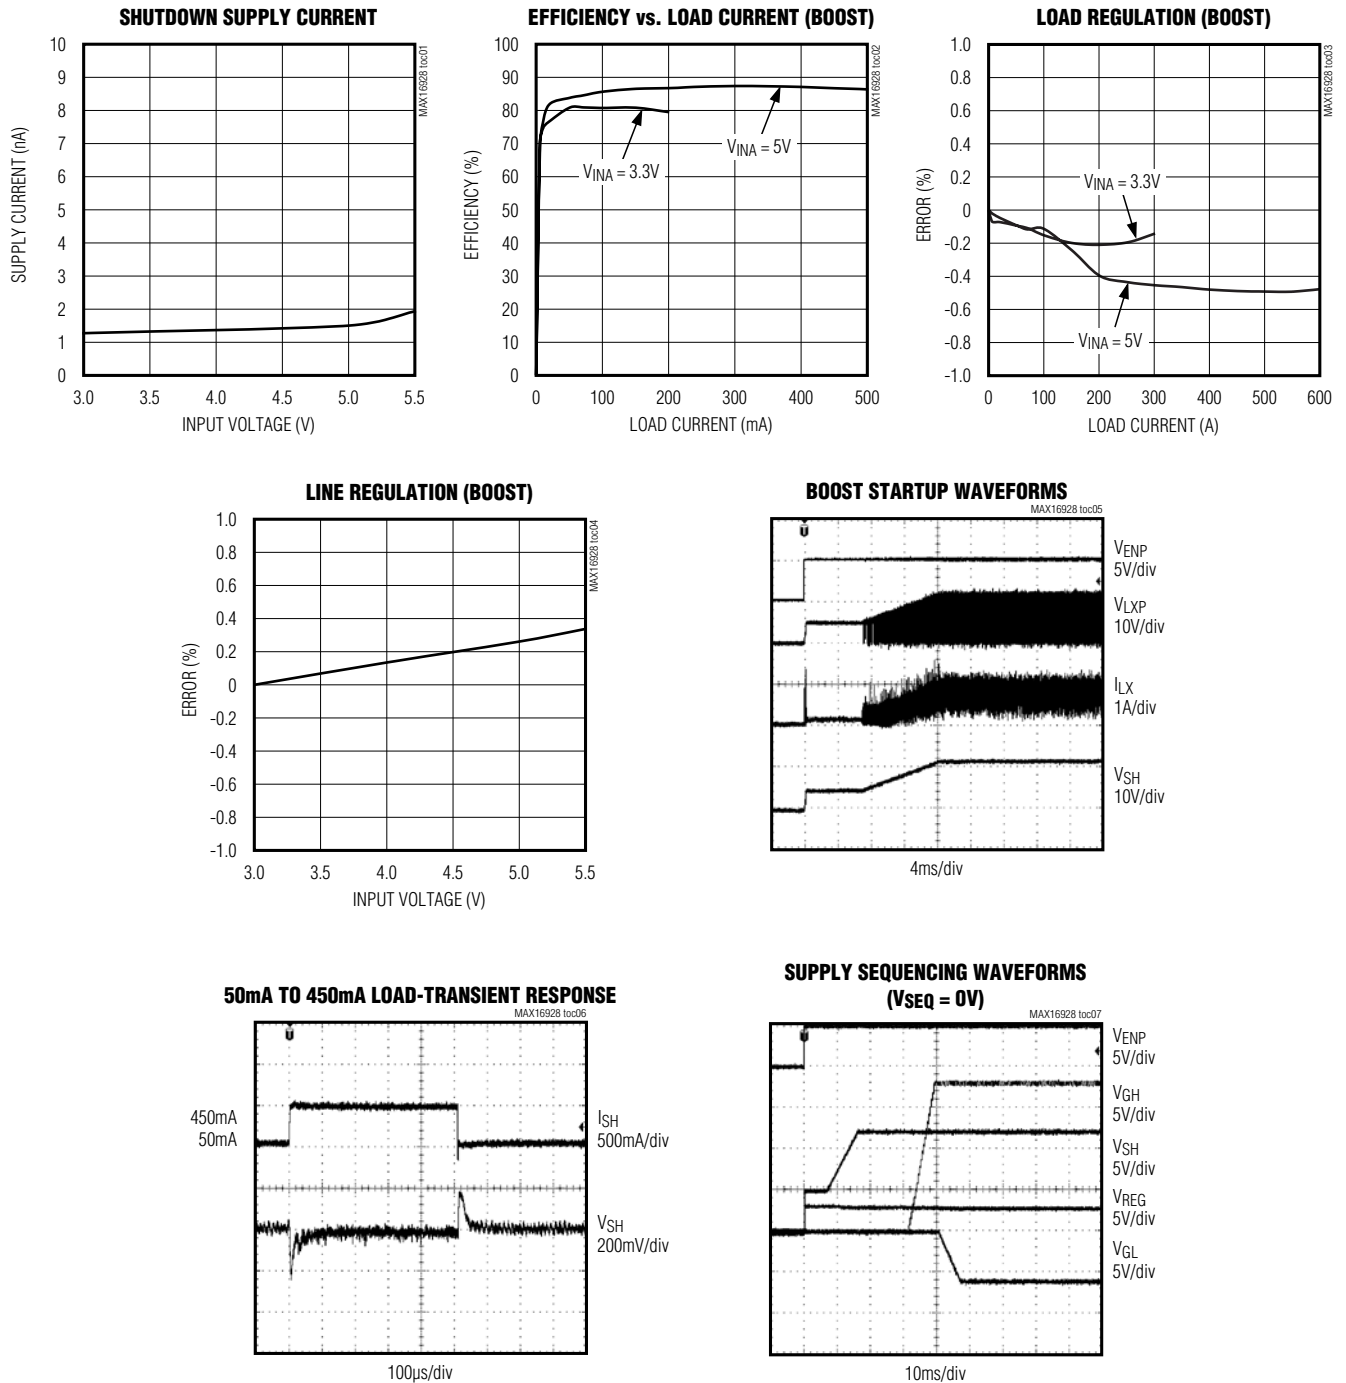 SHUTDOWN SUPPLY CURRENT
MAX16928 toc01
SUPPLY CURRENT (nA)
10
9
8
7
6
5
4
3
2
1
0
3.0 3.5 4.0 4.5 5.0 5.5
INPUT VOLTAGE (V)
EFFICIENCY vs. LOAD CURRENT (BOOST)
MAX16928 toc02
EFFICIENCY (%)
100
90
80
70
60
50
40
30
20
10
0
VINA = 5V
VINA = 3.3V
0 100 200 300 400 500
LOAD CURRENT (mA)
LOAD REGULATION (BOOST)
MAX16928 toc03
ERROR (%)
1.0
0.8
0.6
0.4
0.2
0
-0.2
-0.4
-0.6
-0.8
-1.0
VINA = 3.3V
VINA = 5V
0 100 200 300 400 500 600
LOAD CURRENT (A)
LINE REGULATION (BOOST)
MAX16928 toc04
ERROR (%)
1.0
0.8
0.6
0.4
0.2
0
-0.2
-0.4
-0.6
-0.8
-1.0
3.0 3.5 4.0 4.5 5.0 5.5
INPUT VOLTAGE (V)
BOOST STARTUP WAVEFORMS
MAX16928 toc05
VENP
5V/div
VLXP
10V/div
ILX
1A/div
VSH
10V/div
4ms/div
50mA TO 450mA LOAD-TRANSIENT RESPONSE
MAX16928 toc06
450mA
50mA
ISH
500mA/div
VSH
200mV/div
100µs/div
SUPPLY SEQUENCING WAVEFORMS
(VSEQ = 0V)
MAX16928 toc07
VENP
5V/div
VGH
5V/div
VSH
5V/div
VREG
5V/div
VGL
5V/div
10ms/div